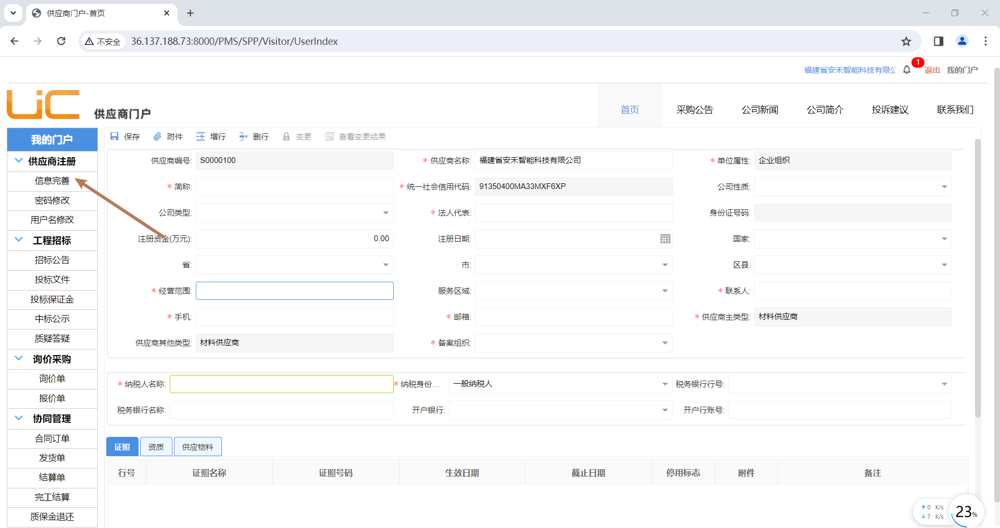 供应商门户-首页
不安全 36.137.188.73:8000/PMS/SPP/Visitor/UserIndex
福建省安禾智能科技有限公 1 退出 我的门户
UC 供应商门户
首页 采购公告 公司新闻 公司简介 投诉建议 联系我们
我的门户
供应商注册
信息完善
密码修改
用户名修改
工程招标
招标公告
投标文件
投标保证金
中标公示
质疑答疑
询价采购
询价单
报价单
协同管理
合同订单
发货单
结算单
完工结算
质保金退还
保存 附件 增行 删行 变更 查看变更结果
供应商编号: S0000100 * 供应商名称: 福建省安禾智能科技有限公司 * 单位属性: 企业组织
* 简称: * 统一社会信用代码: 91350400MA33MXF6XP 公司性质:
公司类型: * 法人代表: 身份证号码:
注册资金(万元): 0.00 注册日期: 国家:
省: 市: 区县:
* 经营范围: 服务区域: * 联系人:
* 手机: * 邮箱: * 供应商主类型: 材料供应商
供应商其他类型: 材料供应商 * 备案组织:
* 纳税人名称: * 纳税身份... 一般纳税人 税务银行行号:
税务银行名称: 开户银行: 开户行账号:
证照 资质 供应物料
行号 证照名称 证照号码 生效日期 截止日期 停用标志 附件 备注
↑ 0 K/s
↓ 7 K/s
23%